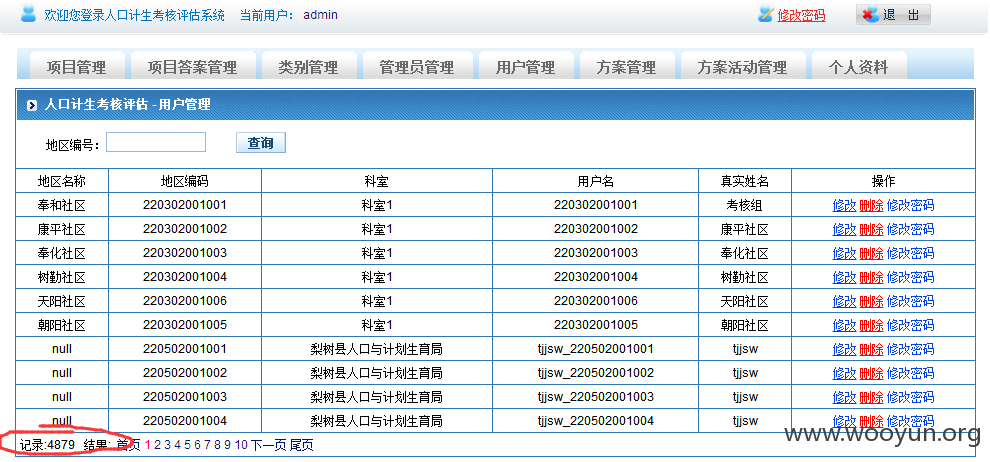 欢迎您登录人口计生考核评估系统 当前用户： admin 修改密码 退 出
项目管理 项目答案管理 类别管理 管理员管理 用户管理 方案管理 方案活动管理 个人资料
人口计生考核评估 - 用户管理
地区编号： 查询
地区名称 地区编码 科室 用户名 真实姓名 操作
奉和社区 220302001001 科室1 220302001001 考核组 修改 删除 修改密码
康平社区 220302001002 科室1 220302001002 康平社区 修改 删除 修改密码
奉化社区 220302001003 科室1 220302001003 奉化社区 修改 删除 修改密码
树勤社区 220302001004 科室1 220302001004 树勤社区 修改 删除 修改密码
天阳社区 220302001006 科室1 220302001006 天阳社区 修改 删除 修改密码
朝阳社区 220302001005 科室1 220302001005 朝阳社区 修改 删除 修改密码
null 220502001001 梨树县人口与计划生育局 tjjsw_220502001001 tjjsw 修改 删除 修改密码
null 220502001002 梨树县人口与计划生育局 tjjsw_220502001002 tjjsw 修改 删除 修改密码
null 220502001003 梨树县人口与计划生育局 tjjsw_220502001003 tjjsw 修改 删除 修改密码
null 220502001004 梨树县人口与计划生育局 tjjsw_220502001004 tjjsw 修改 删除 修改密码
记录:4879 结果: 首页 1 2 3 4 5 6 7 8 9 10 下一页 尾页
www.wooyun.org